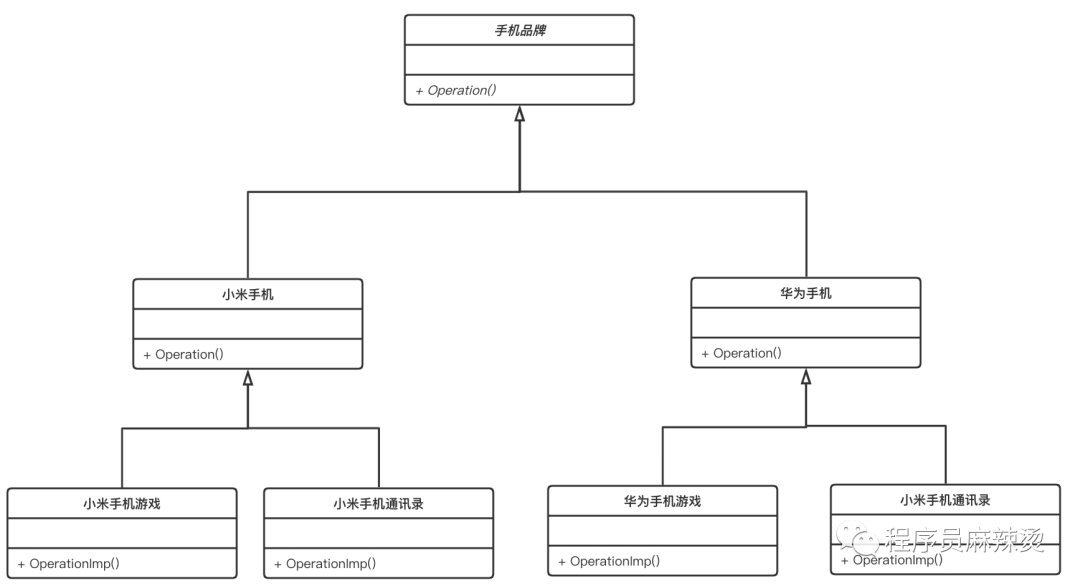 手机品牌
+ Operation()
小米手机
华为手机
+ Operation()
+ Operation()
小米手机游戏
小米手机通讯录
华为手机游戏
小米手机通讯录
程序员麻辣烫
+ OperationImp()
+ OperationImp()
+ OperationImp()
+ OperationImp()